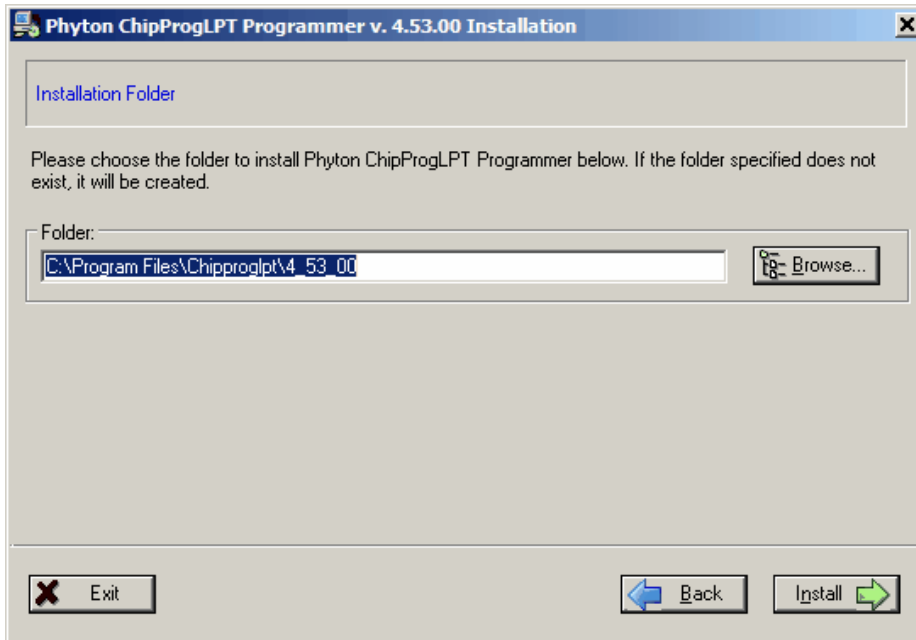 Phyton ChipProgLPT Programmer v. 4.53.00 Installation
Installation Folder
Please choose the folder to install Phyton ChipProgLPT Programmer below. If the folder specified does not
exist, it will be created.
Folder:
C:\Program Files\Chipproglpt\4_53_00
Browse...
Exit
Back
Install